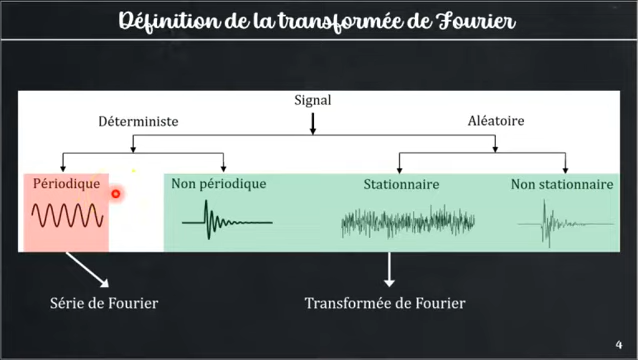 Définition de la transformée de Fourier
Signal
Déterministe
Aléatoire
Périodique
Non périodique
Stationnaire
Non stationnaire
Série de Fourier
Transformée de Fourier
4